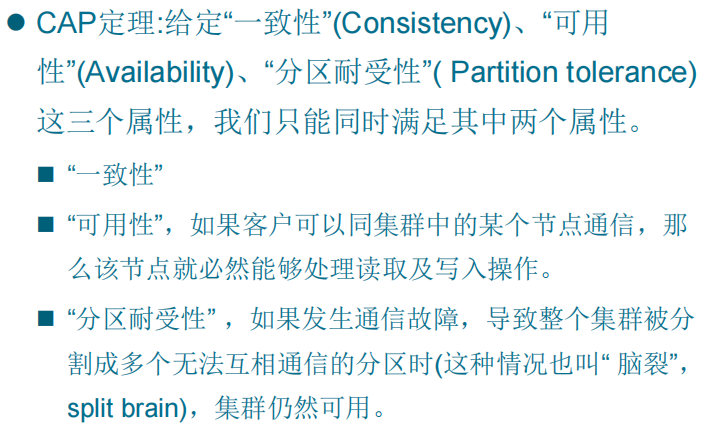 ● CAP定理:给定“一致性”(Consistency)、“可用
性”(Availability)、“分区耐受性”( Partition tolerance)
这三个属性，我们只能同时满足其中两个属性。
■ “一致性”
■ “可用性”，如果客户可以同集群中的某个节点通信，那
么该节点就必然能够处理读取及写入操作。
■ “分区耐受性” ，如果发生通信故障，导致整个集群被分
割成多个无法互相通信的分区时(这种情况也叫“ 脑裂”，
split brain)，集群仍然可用。